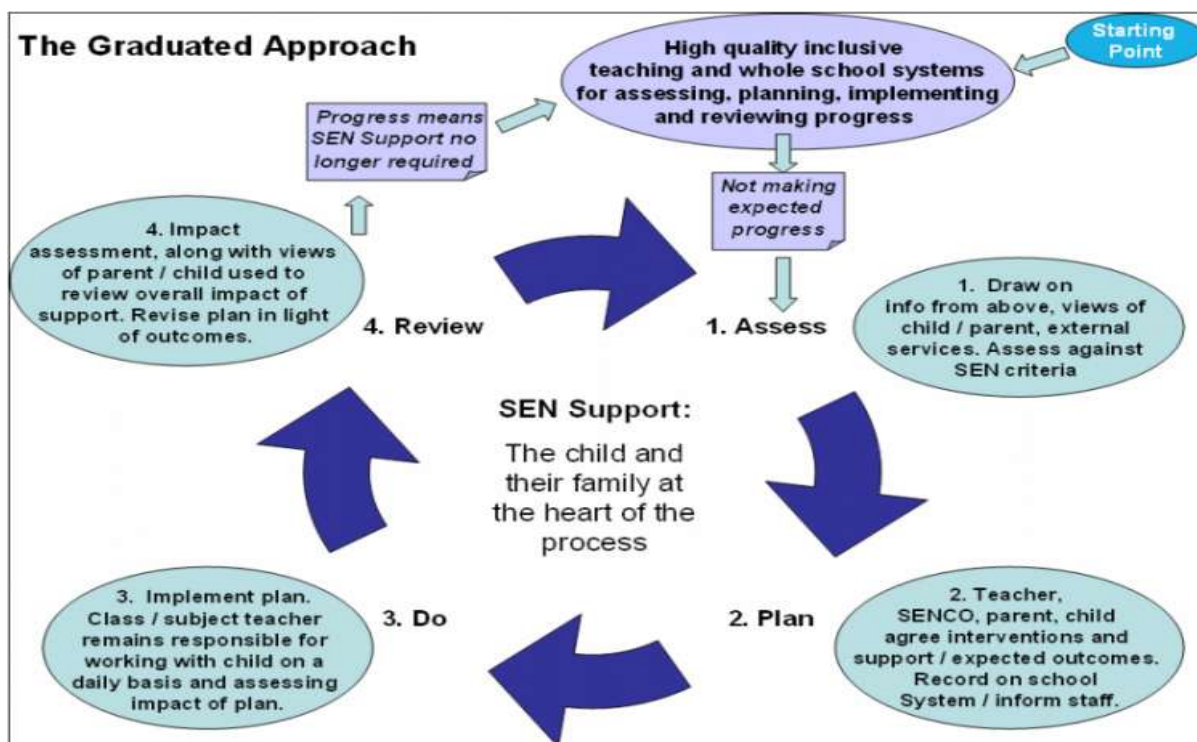 The Graduated Approach
Starting
Point
High quality inclusive
teaching and whole school systems
for assessing, planning, implementing
and reviewing progress
Progress means
SEN Support no
longer required
Not making
expected
progress
4. Impact
assessment, along with views
of parent / child used to
review overall impact of
support. Revise plan in light
of outcomes.
4. Review
1. Assess
1. Draw on
info from above, views of
child / parent, external
services. Assess against
SEN criteria
SEN Support:
The child and
their family at
the heart of the
process
3. Implement plan.
Class / subject teacher
remains responsible for
working with child on a
daily basis and assessing
impact of plan.
3. Do
2. Plan
2. Teacher,
SENCO, parent, child
agree interventions and
support / expected outcomes.
Record on school
System / inform staff.